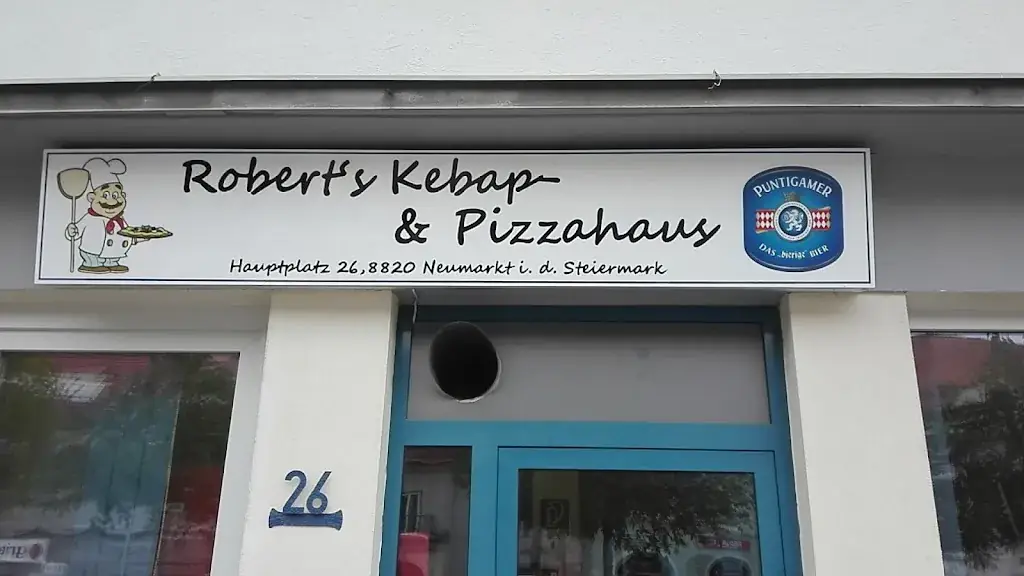 Robert's Kebap
& Pizzahaus
Hauptplatz 26, 8820 Neumarkt i. d. Steiermark
PUNTIGAMER
DAS „bierige" BIER
26